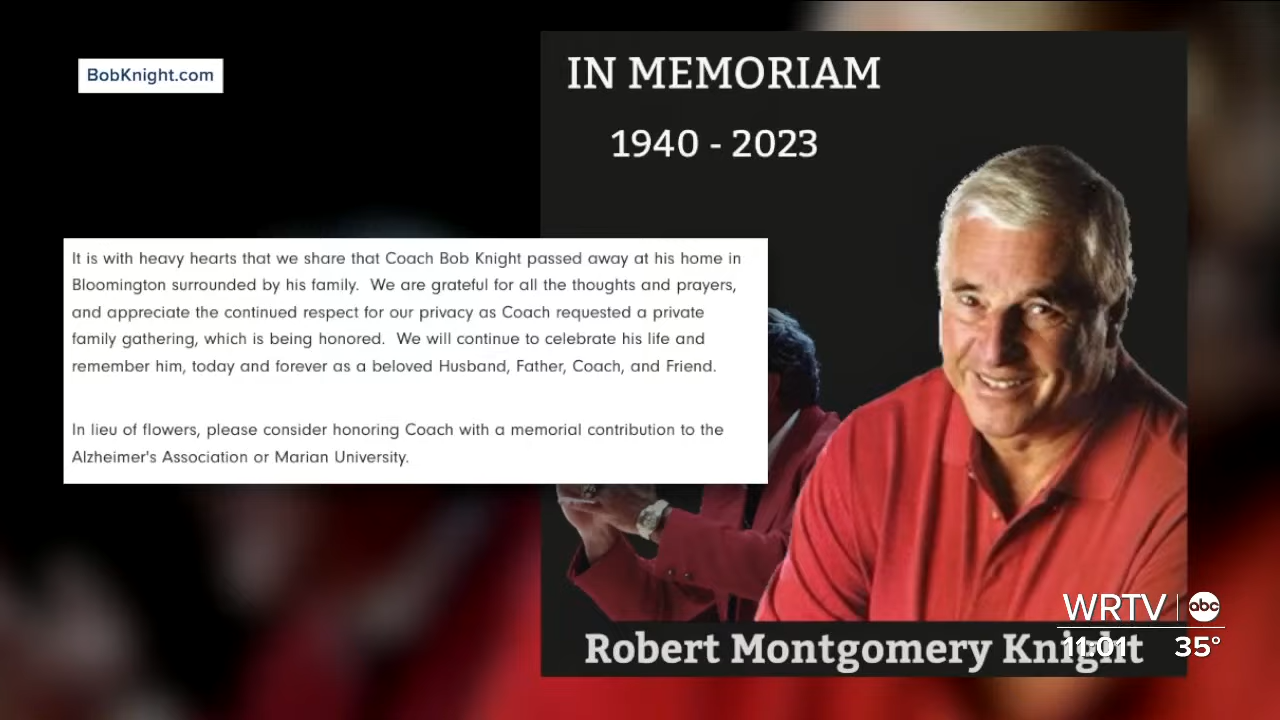 BobKnight.com
IN MEMORIAM
1940 - 2023
It is with heavy hearts that we share that Coach Bob Knight passed away at his home in
Bloomington surrounded by his family.  We are grateful for all the thoughts and prayers,
and appreciate the continued respect for our privacy as Coach requested a private
family gathering, which is being honored.  We will continue to celebrate his life and
remember him, today and forever as a beloved Husband, Father, Coach, and Friend.
In lieu of flowers, please consider honoring Coach with a memorial contribution to the
Alzheimer's Association or Marian University.
Robert Montgomery Knight
WRTV abc
11:01 35°